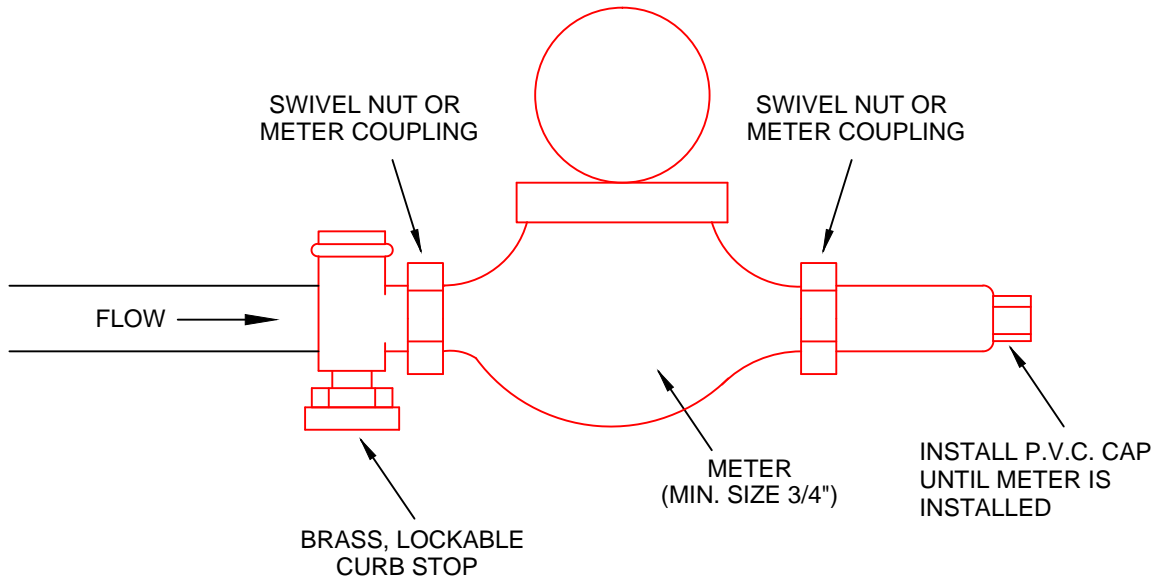 SWIVEL NUT OR
METER COUPLING
SWIVEL NUT OR
METER COUPLING
FLOW
METER
(MIN. SIZE 3/4")
INSTALL P.V.C. CAP
UNTIL METER IS
INSTALLED
BRASS, LOCKABLE
CURB STOP